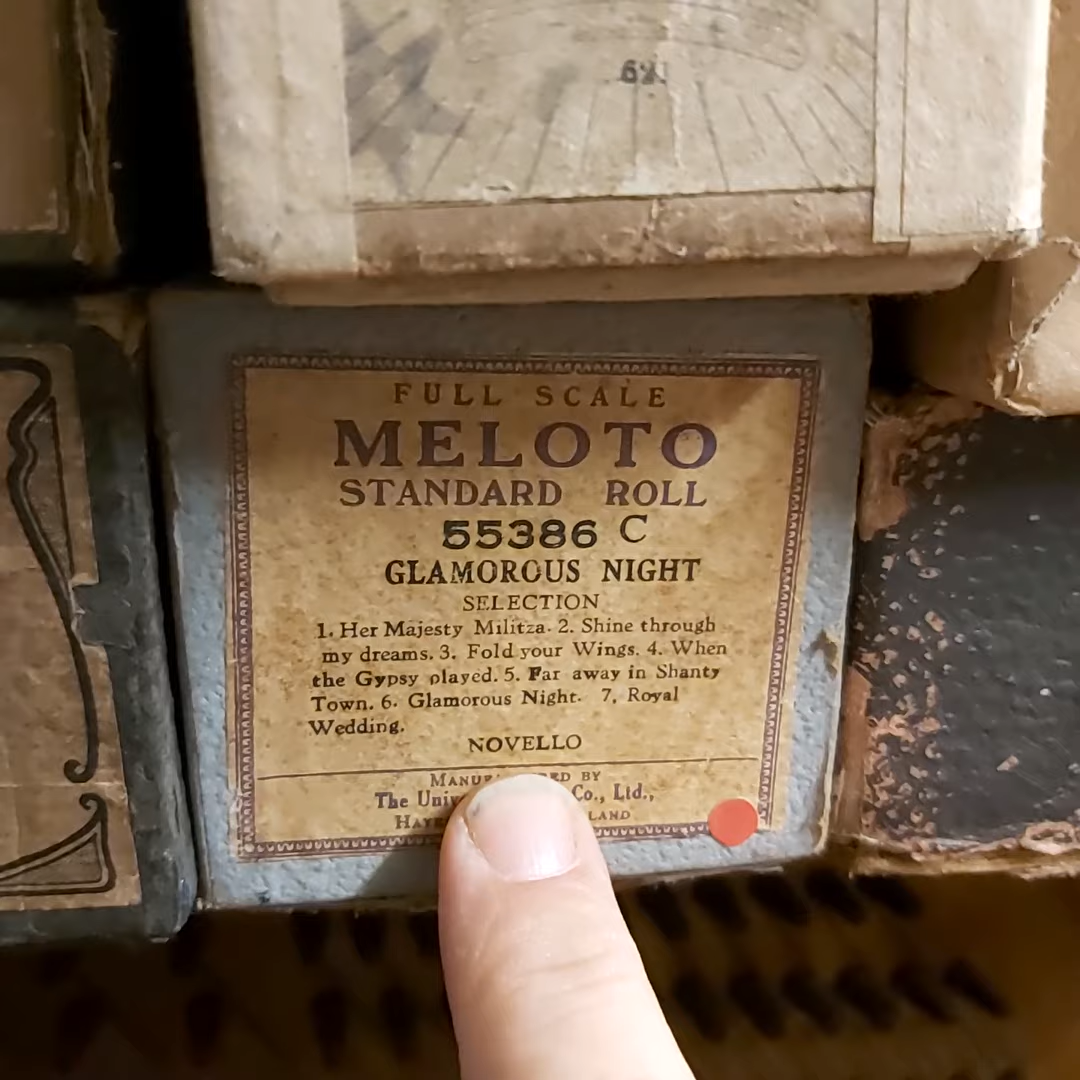 FULL SCALE
MELOTO
STANDARD ROLL
55386 C
GLAMOROUS NIGHT
SELECTION
1. Her Majesty Militza. 2. Shine through
my dreams. 3. Fold your Wings. 4. When
the Gypsy played. 5. Far away in Shanty
Town. 6. Glamorous Night. 7. Royal
Wedding.
NOVELLO
BY
The Co., Ltd.,